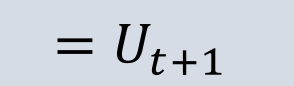 = U_{t+1}